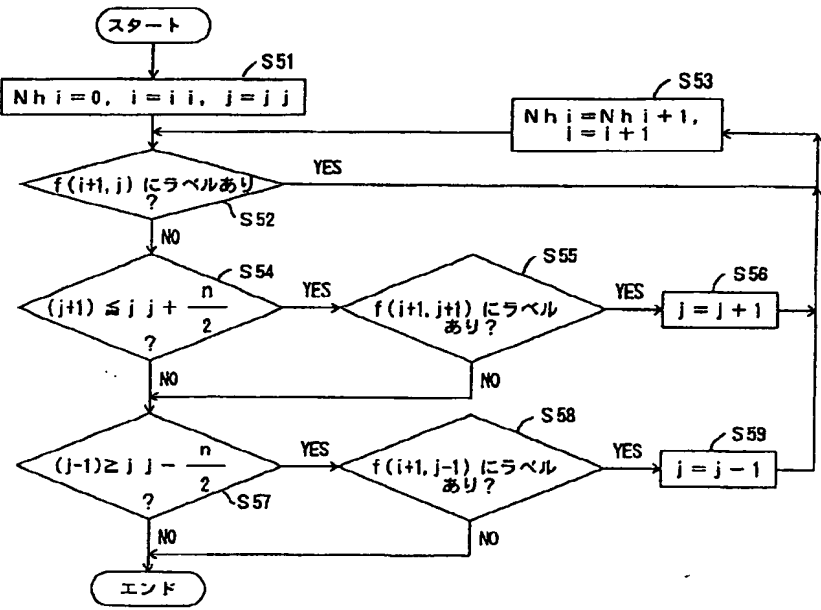 スタート
S51
Nhi=0, i=ii, j=jj
S53
Nhi=Nhi+1,
i=i+1
f(i+1,j)にラベルあり
?
YES
S52
NO
S54
(j+1)≦jj+n/2
?
YES
S55
f(i+1,j+1)にラベル
あり?
YES
S56
j=j+1
NO
NO
(j-1)≧jj-n/2
?
S57
YES
S58
f(i+1,j-1)にラベル
あり?
YES
S59
j=j-1
NO
NO
エンド